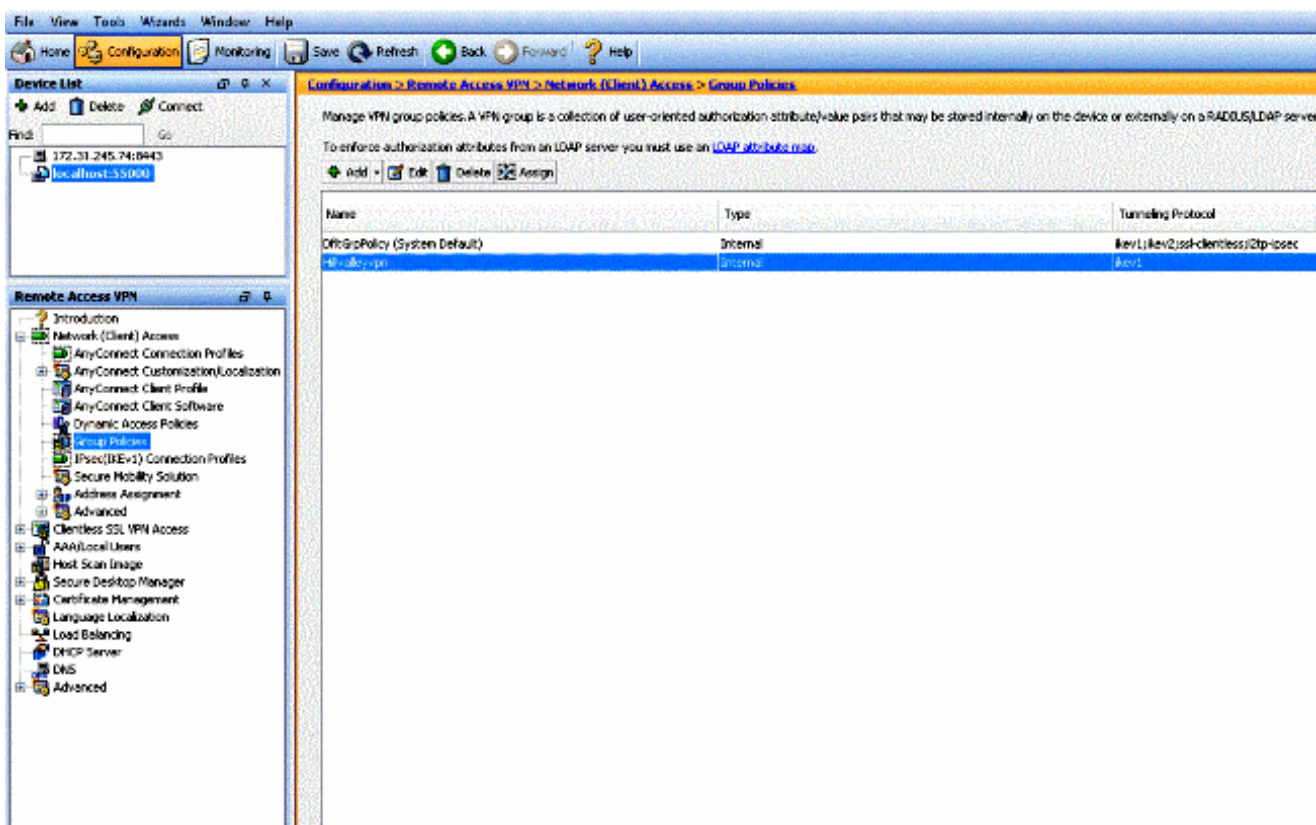 File View Tools Wizards Window Help
Home Configuration Monitoring Save Refresh Back Forward Help
Device List
Add Delete Connect
Find: Go
172.31.245.74:8443
localhost:55000
Remote Access VPN
Introduction
Network (Client) Access
AnyConnect Connection Profiles
AnyConnect Customization/Localization
AnyConnect Client Profile
AnyConnect Client Software
Dynamic Access Policies
Group Policies
IPsec(IKEv1) Connection Profiles
Secure Mobility Solution
Address Assignment
Advanced
Clientless SSL VPN Access
AAA/Local Users
Host Scan Image
Secure Desktop Manager
Certificate Management
Language Localization
Load Balancing
DHCP Server
DNS
Advanced
Configuration > Remote Access VPN > Network (Client) Access > Group Policies
Manage VPN group policies. A VPN group is a collection of user-oriented authorization attribute/value pairs that may be stored internally on the device or externally on a RADIUS/LDAP server
To enforce authorization attributes from an LDAP server you must use an LDAP attribute map.
Add Edit Delete Assign
Name Type Tunneling Protocol
DfltGrpPolicy (System Default) Internal ikev1;ikev2;ssl-clientless;l2tp-ipsec
Hillvalleyvpn Internal ikev1